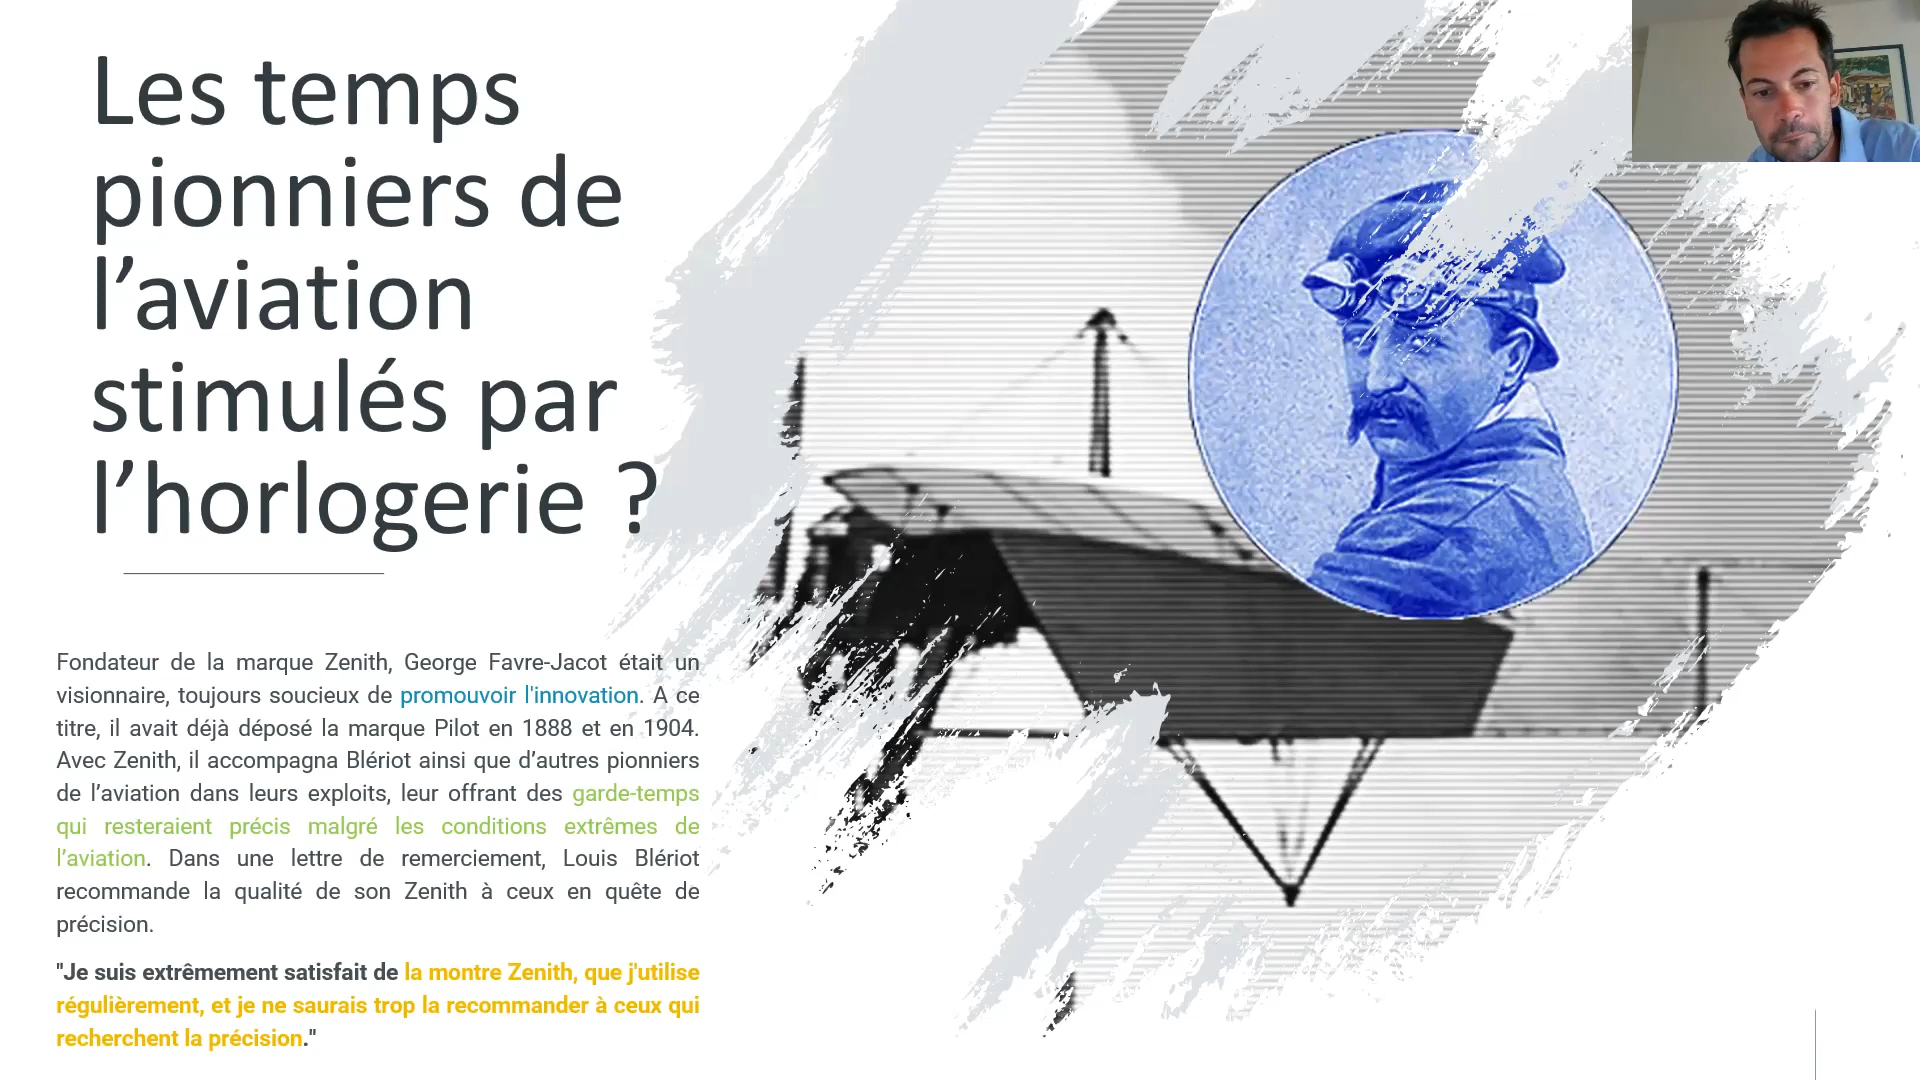 Les temps
pionniers de
l’aviation
stimulés par
l’horlogerie ?
Fondateur de la marque Zenith, George Favre-Jacot était un
visionnaire, toujours soucieux de promouvoir l'innovation. A ce
titre, il avait déjà déposé la marque Pilot en 1888 et en 1904.
Avec Zenith, il accompagna Blériot ainsi que d’autres pionniers
de l’aviation dans leurs exploits, leur offrant des garde-temps
qui resteraient précis malgré les conditions extrêmes de
l’aviation. Dans une lettre de remerciement, Louis Blériot
recommande la qualité de son Zenith à ceux en quête de
précision.
"Je suis extrêmement satisfait de la montre Zenith, que j'utilise
régulièrement, et je ne saurais trop la recommander à ceux qui
recherchent la précision."